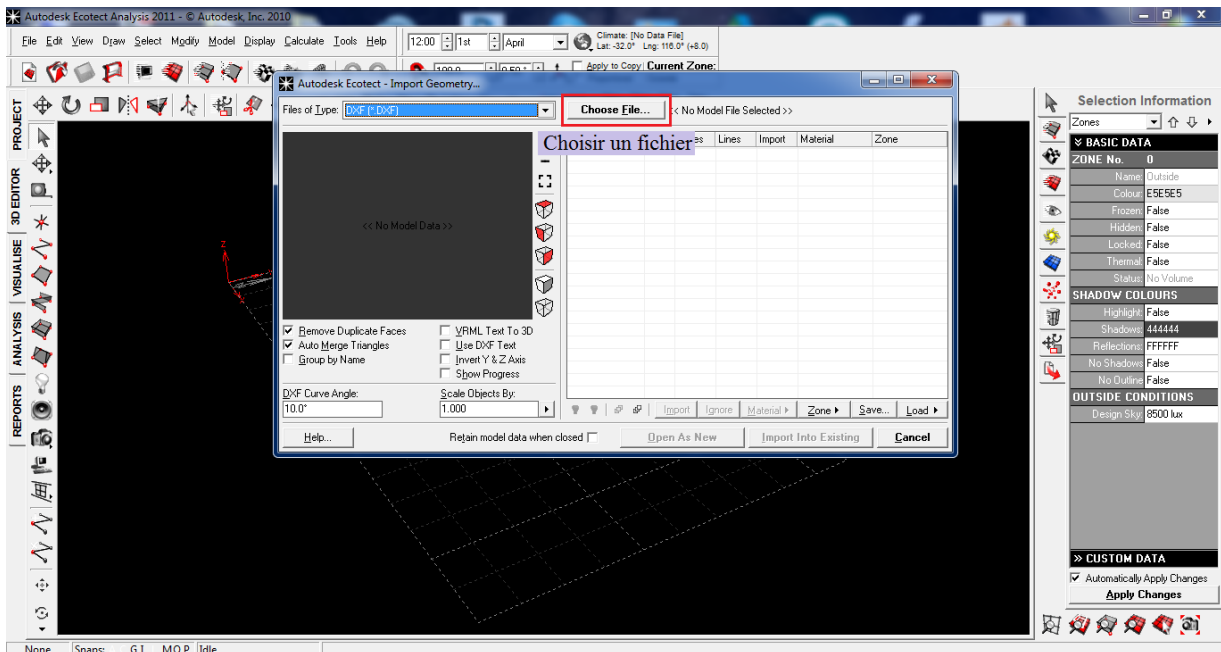 Autodesk Ecotect Analysis 2011 - © Autodesk, Inc. 2010
File Edit View Draw Select Modify Model Display Calculate Tools Help
12:00 1st April
Climate: [No Data File]
Lat: -32.0° Lng: 116.0° (+8.0)
Apply to Copy Current Zone:
Autodesk Ecotect - Import Geometry...
Files of Type: DXF (*.DXF) Choose File... << No Model File Selected >>
Choisir un fichier
Lines Import Material Zone
<< No Model Data >>
Remove Duplicate Faces VRML Text To 3D
Auto Merge Triangles Use DXF Text
Group by Name Invert Y & Z Axis
Show Progress
DXF Curve Angle: Scale Objects By:
10.0° 1.000
Import Ignore Material Zone Save... Load
Help... Retain model data when closed Open As New Import Into Existing Cancel
PROJECT
3D EDITOR
VISUALISE
ANALYSIS
REPORTS
Z
Selection Information
Zones
BASIC DATA
ZONE No. 0
Name: Outside
Colour: E5E5E5
Frozen: False
Hidden: False
Locked: False
Thermal: False
Status: No Volume
SHADOW COLOURS
Highlight: False
Shadows: 444444
Reflections: FFFFFF
No Shadows False
No Outline False
OUTSIDE CONDITIONS
Design Sky: 8500 lux
» CUSTOM DATA
Automatically Apply Changes
Apply Changes
None Snaps: G I M O P Idle